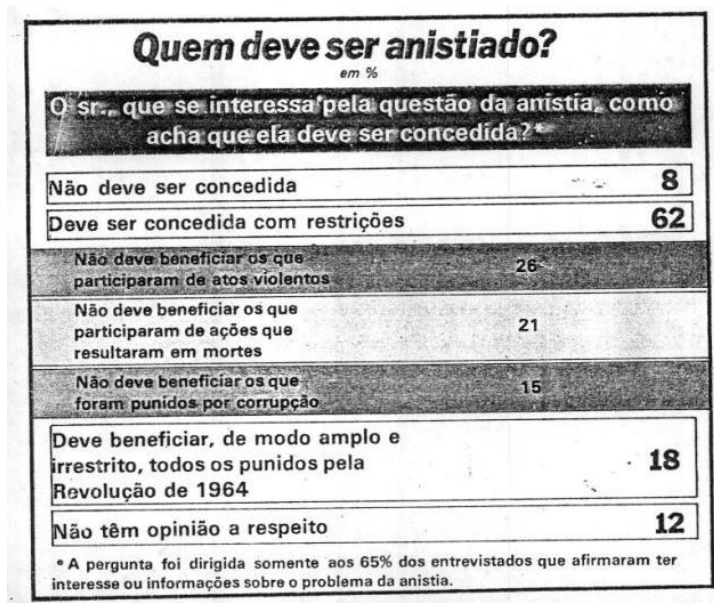 Quem deve ser anistiado?
em %
O sr., que se interessa pela questão da anistia, como
acha que ela deve ser concedida?*
Não deve ser concedida 8
Deve ser concedida com restrições 62
Não deve beneficiar os que
participaram de atos violentos 26
Não deve beneficiar os que
participaram de ações que
resultaram em mortes 21
Não deve beneficiar os que
foram punidos por corrupção 15
Deve beneficiar, de modo amplo e
irrestrito, todos os punidos pela
Revolução de 1964 18
Não têm opinião a respeito 12
* A pergunta foi dirigida somente aos 65% dos entrevistados que afirmaram ter
interesse ou informações sobre o problema da anistia.